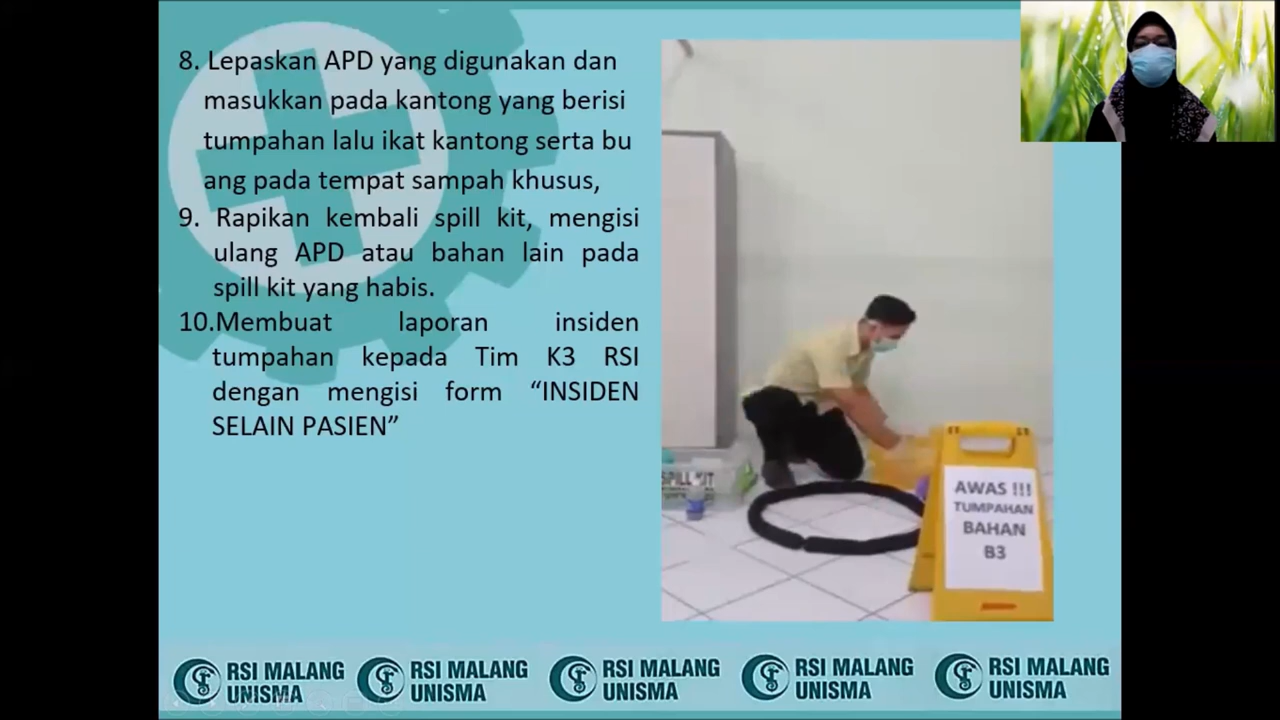 8. Lepaskan APD yang digunakan dan
masukkan pada kantong yang berisi
tumpahan lalu ikat kantong serta bu
ang pada tempat sampah khusus,
9. Rapikan kembali spill kit, mengisi
ulang APD atau bahan lain pada
spill kit yang habis.
10.Membuat laporan insiden
tumpahan kepada Tim K3 RSI
dengan mengisi form “INSIDEN
SELAIN PASIEN”
SPILL KIT
AWAS !!!
TUMPAHAN
BAHAN
B3
RSI MALANG
UNISMA
RSI MALANG
UNISMA
RSI MALANG
UNISMA
RSI MALANG
UNISMA
RSI MALANG
UNISMA